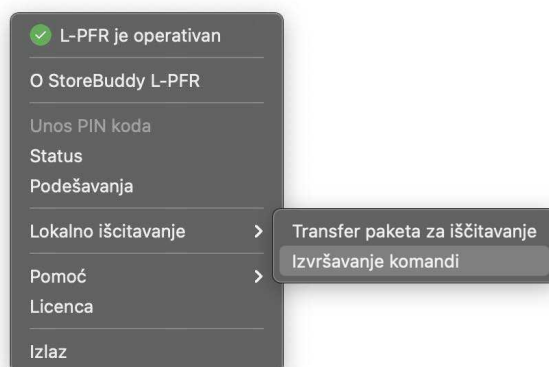 L-PFR je operativan
O StoreBuddy L-PFR
Unos PIN koda
Status
Podešavanja
Lokalno išcitavanje
Transfer paketa za iščitavanje
Izvršavanje komandi
Pomoć
Licenca
Izlaz